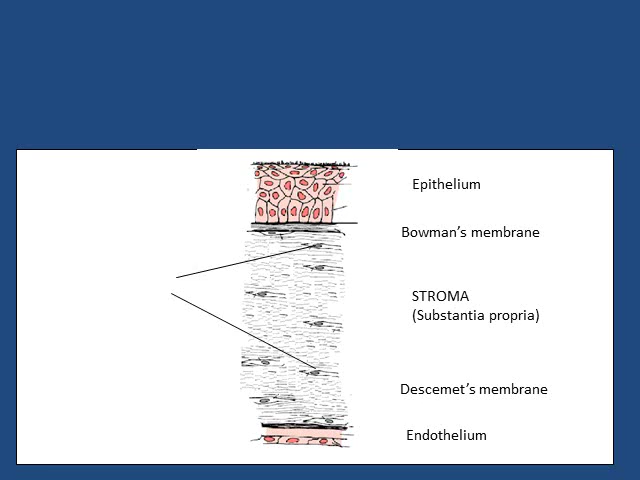 Epithelium
Bowman’s membrane
STROMA
(Substantia propria)
Descemet’s membrane
Endothelium